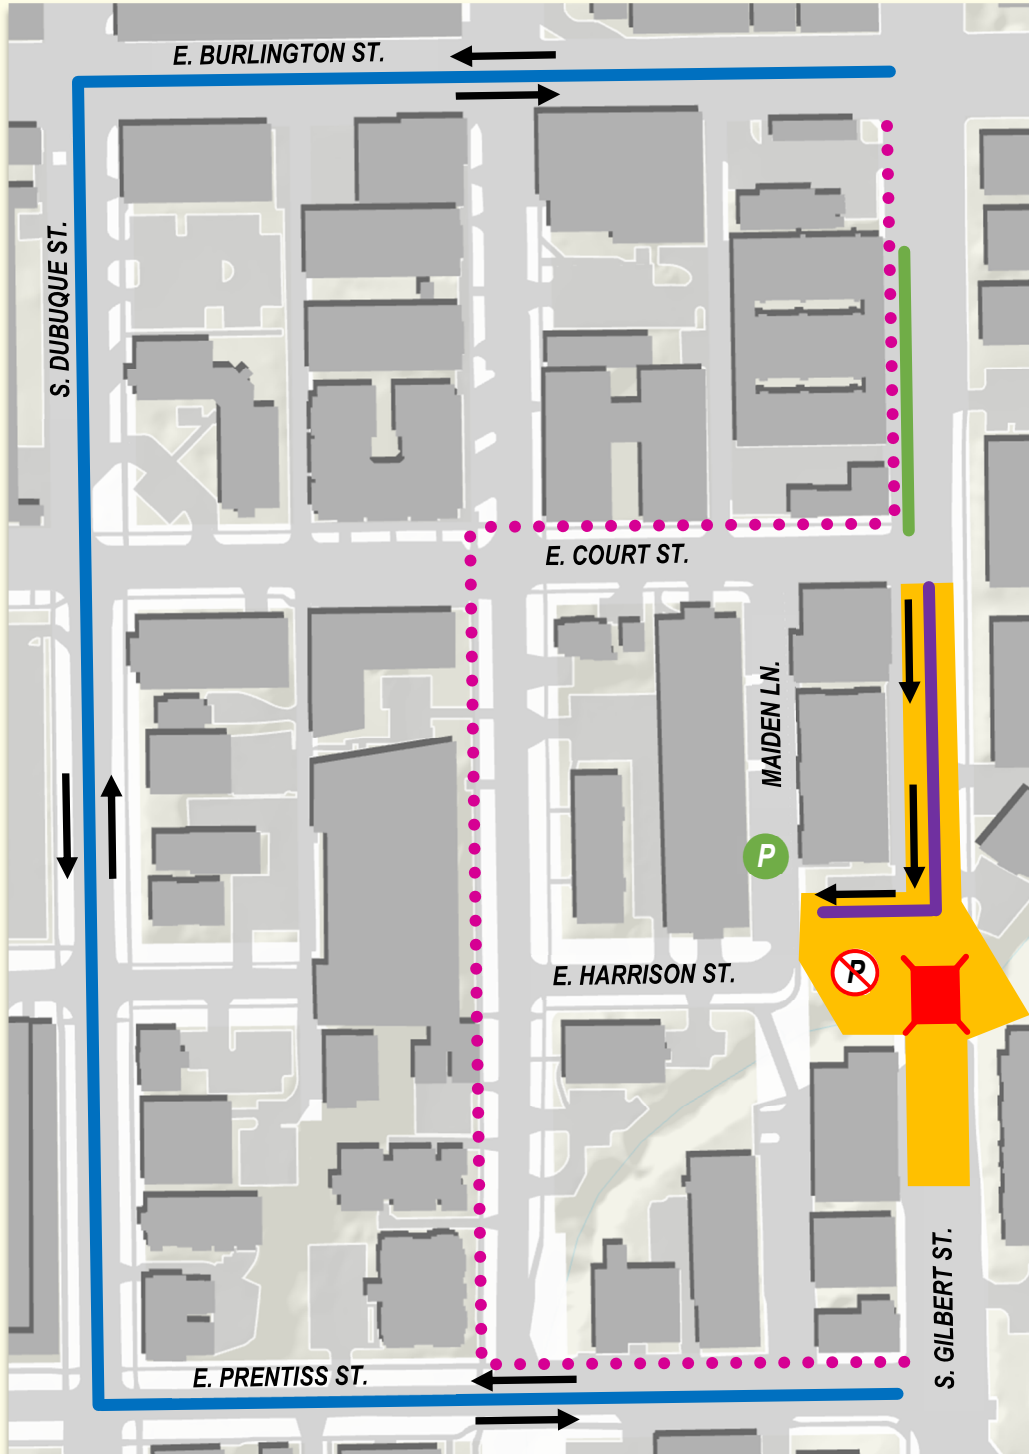 E. BURLINGTON ST.
S. DUBUQUE ST.
E. COURT ST.
MAIDEN LN.
P
P
E. HARRISON ST.
S. GILBERT ST.
E. PRENTISS ST.